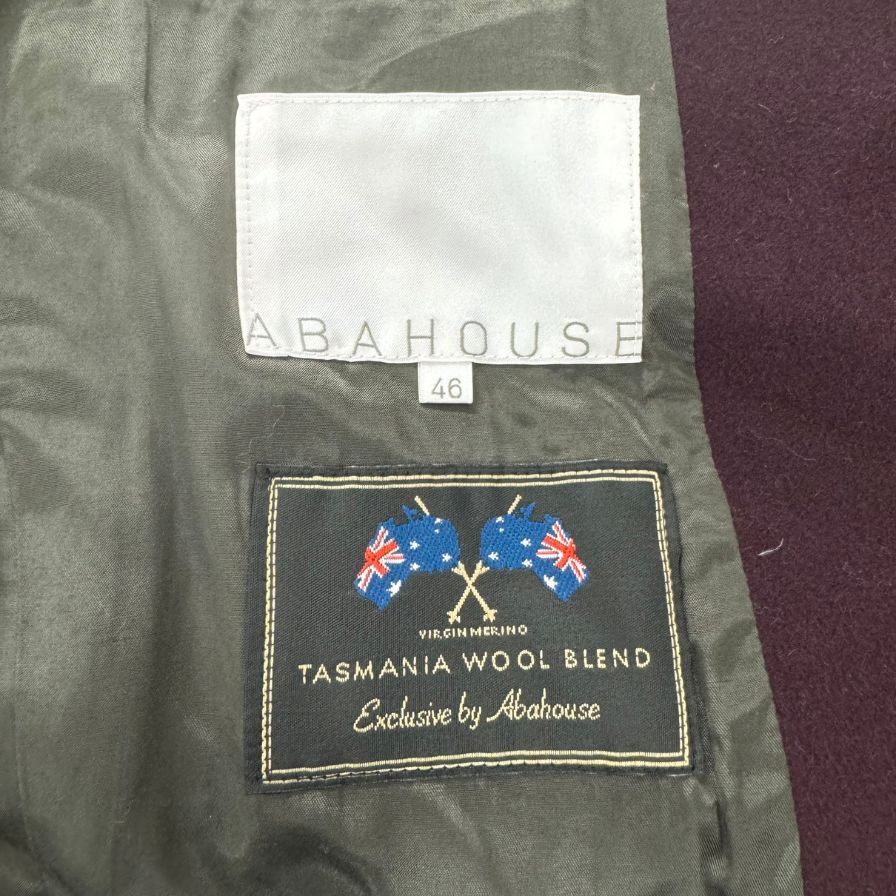 ABAHOUSE
46
VIRGIN MERINO
TASMANIA WOOL BLEND
Exclusive by Abahouse